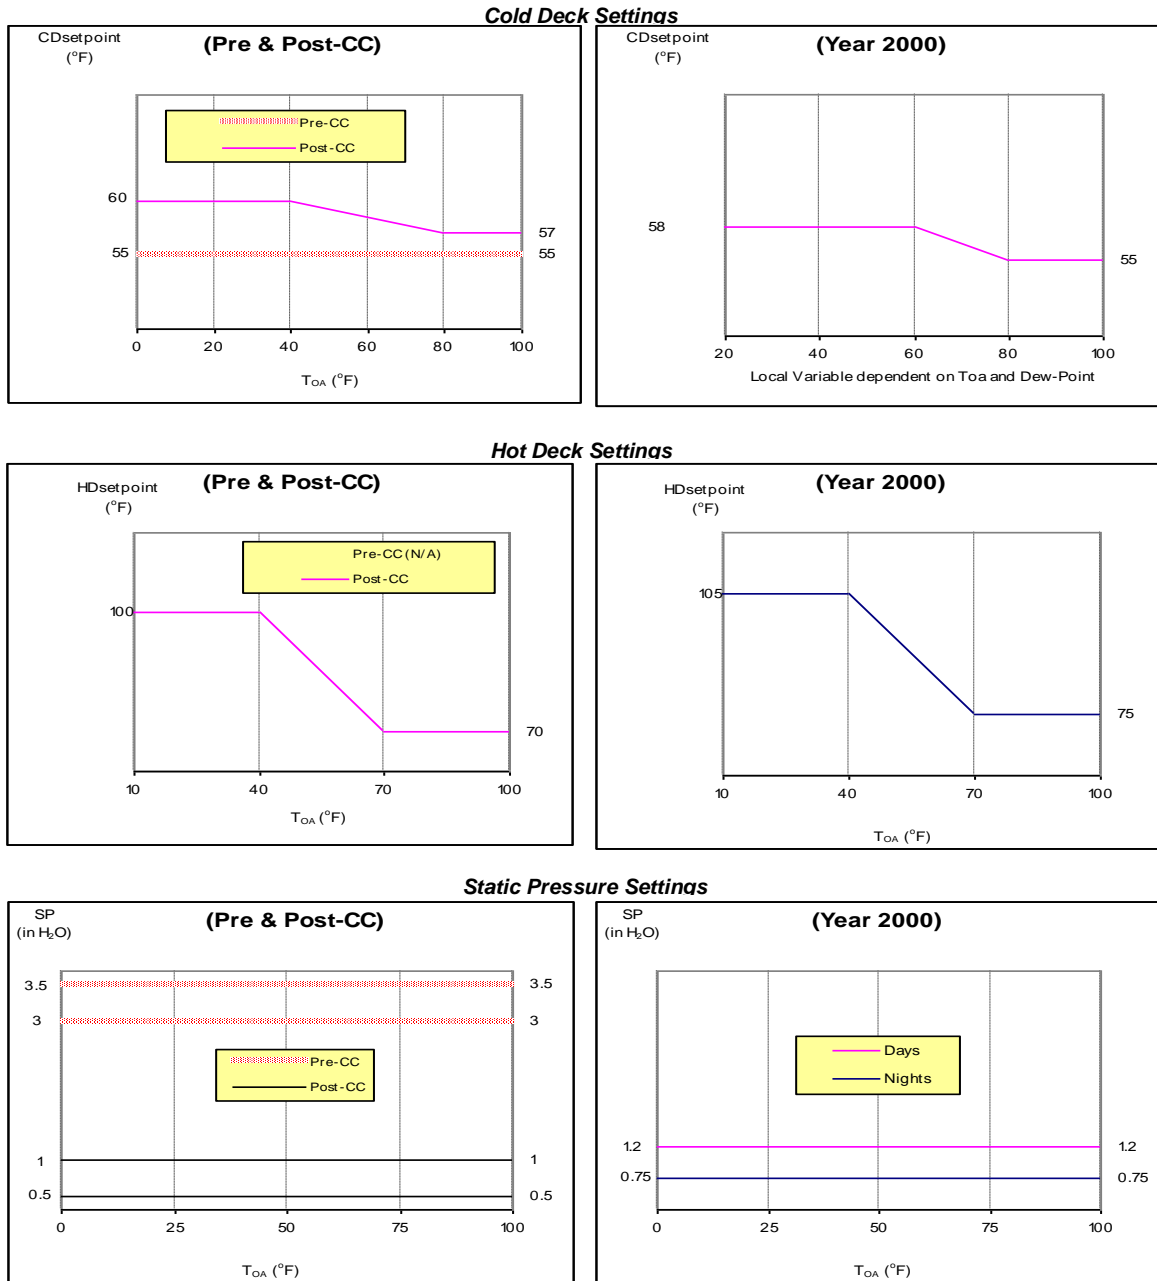 Cold Deck Settings
CDsetpoint
(°F)
(Pre & Post-CC)
Pre-CC
Post-CC
60
57
55
55
0 20 40 60 80 100
TOA (°F)
CDsetpoint
(°F)
(Year 2000)
58
55
20 40 60 80 100
Local Variable dependent on Toa and Dew-Point
Hot Deck Settings
HDsetpoint
(°F)
(Pre & Post-CC)
Pre-CC (N/A)
Post-CC
100
70
10 40 70 100
TOA (°F)
HDsetpoint
(°F)
(Year 2000)
105
75
10 40 70 100
TOA (°F)
Static Pressure Settings
SP
(in H₂O)
(Pre & Post-CC)
3.5
3.5
3
3
Pre-CC
Post-CC
1
1
0.5
0.5
0 25 50 75 100
TOA (°F)
SP
(in H₂O)
(Year 2000)
Days
Nights
1.2
1.2
0.75
0.75
0 25 50 75 100
TOA (°F)